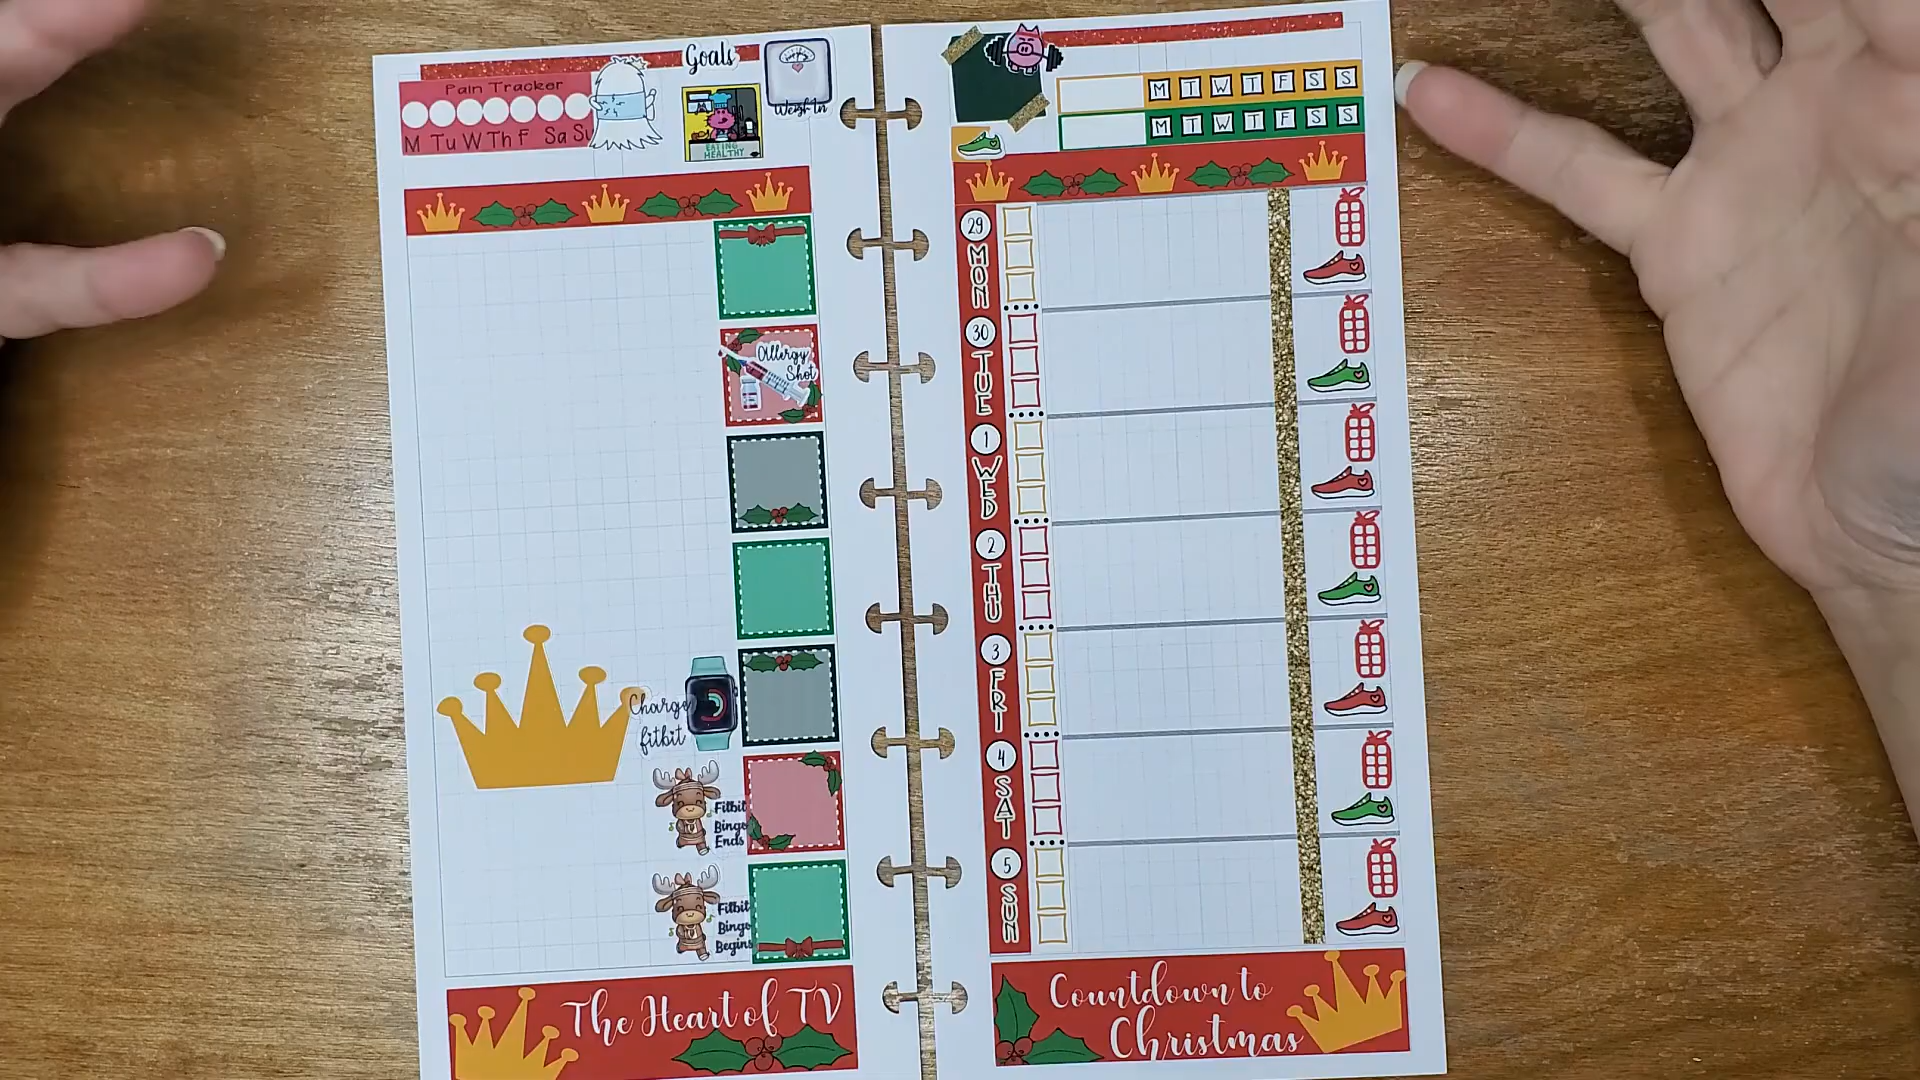 Goals
Pain Tracker
M Tu W Th F Sa Su
Weigh In
EATING
HEALTHY
M T W T F S S
M T W T F S S
29
MON
30
TUE
1
WED
2
THU
3
FRI
4
SAT
5
SUN
Allergy
Shot
Charge
fitbit
Fitbit
Bingo
Ends
Fitbit
Bingo
Begins
The Heart of TV
Countdown to
Christmas